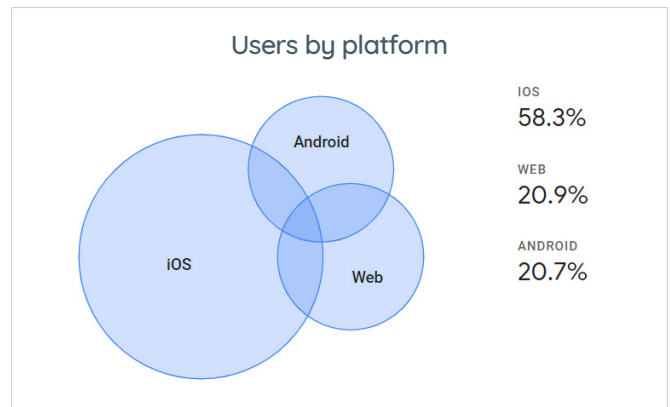 Users by platform
Android
iOS
Web
IOS
58.3%
WEB
20.9%
ANDROID
20.7%